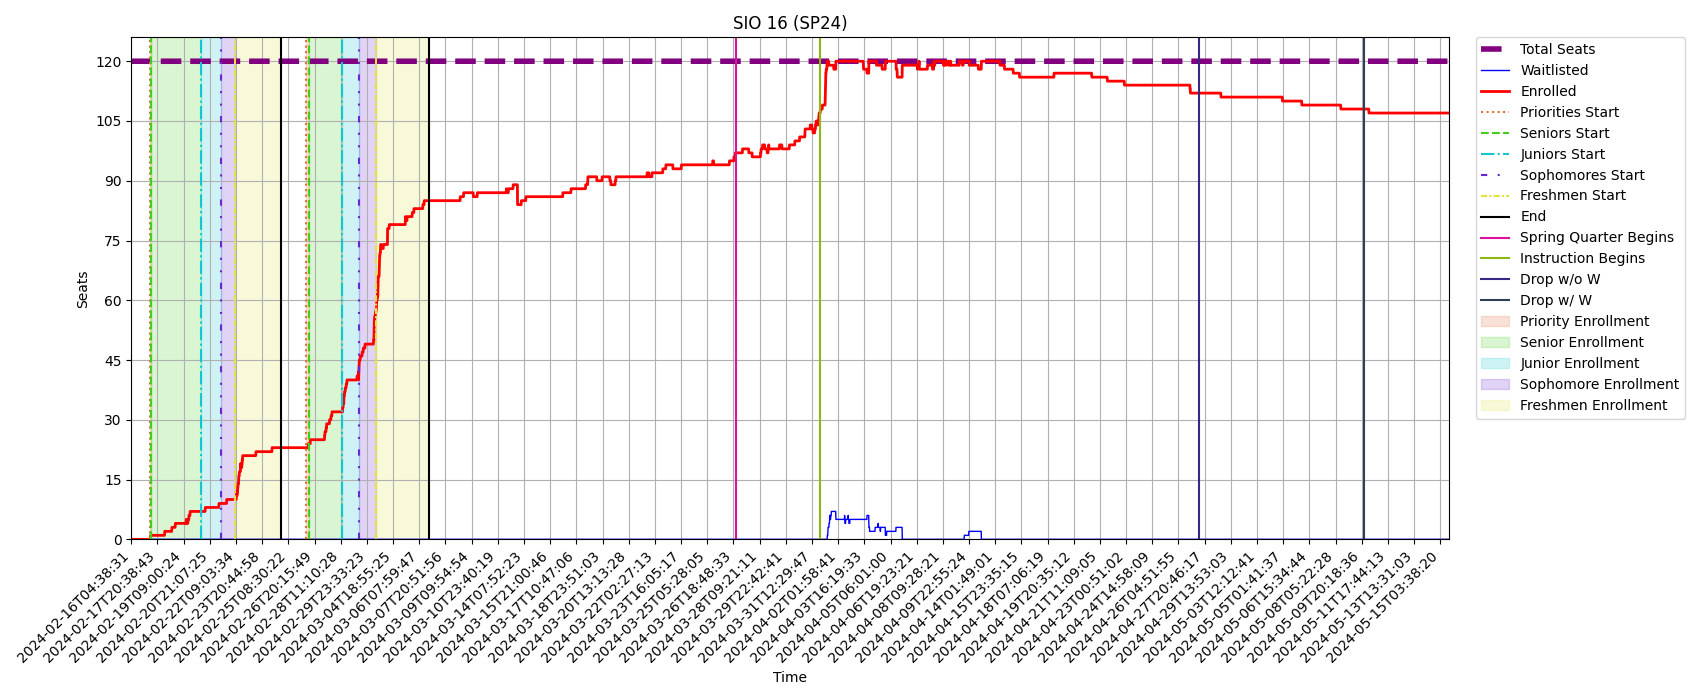 SIO 16 (SP24)
Seats
120
105
90
75
60
45
30
15
0
2024-02-16T04:38:31
2024-02-17T20:38:43
2024-02-19T09:00:24
2024-02-20T21:07:25
2024-02-22T09:03:34
2024-02-23T20:44:58
2024-02-25T08:30:22
2024-02-26T20:15:49
2024-02-28T11:10:28
2024-02-29T23:33:23
2024-03-04T18:55:25
2024-03-06T07:59:47
2024-03-07T20:51:56
2024-03-09T09:54:54
2024-03-10T23:40:19
2024-03-14T07:52:23
2024-03-15T21:00:46
2024-03-17T10:47:06
2024-03-18T23:51:03
2024-03-20T13:13:28
2024-03-22T02:27:13
2024-03-23T16:05:17
2024-03-25T05:28:05
2024-03-26T18:48:33
2024-03-28T09:21:11
2024-03-29T22:42:41
2024-03-31T12:29:47
2024-04-02T01:58:41
2024-04-03T16:19:33
2024-04-05T06:01:00
2024-04-06T19:23:21
2024-04-08T09:28:21
2024-04-09T22:55:24
2024-04-14T01:49:01
2024-04-15T23:35:15
2024-04-18T07:06:19
2024-04-19T20:35:12
2024-04-21T11:09:05
2024-04-23T00:51:02
2024-04-24T14:58:09
2024-04-26T04:51:55
2024-04-27T20:46:17
2024-04-29T13:53:03
2024-05-03T12:12:41
2024-05-05T01:41:37
2024-05-06T15:34:44
2024-05-08T05:22:28
2024-05-09T20:18:36
2024-05-11T17:44:13
2024-05-13T13:31:03
2024-05-15T03:38:20
Time
Total Seats
Waitlisted
Enrolled
Priorities Start
Seniors Start
Juniors Start
Sophomores Start
Freshmen Start
End
Spring Quarter Begins
Instruction Begins
Drop w/o W
Drop w/ W
Priority Enrollment
Senior Enrollment
Junior Enrollment
Sophomore Enrollment
Freshmen Enrollment